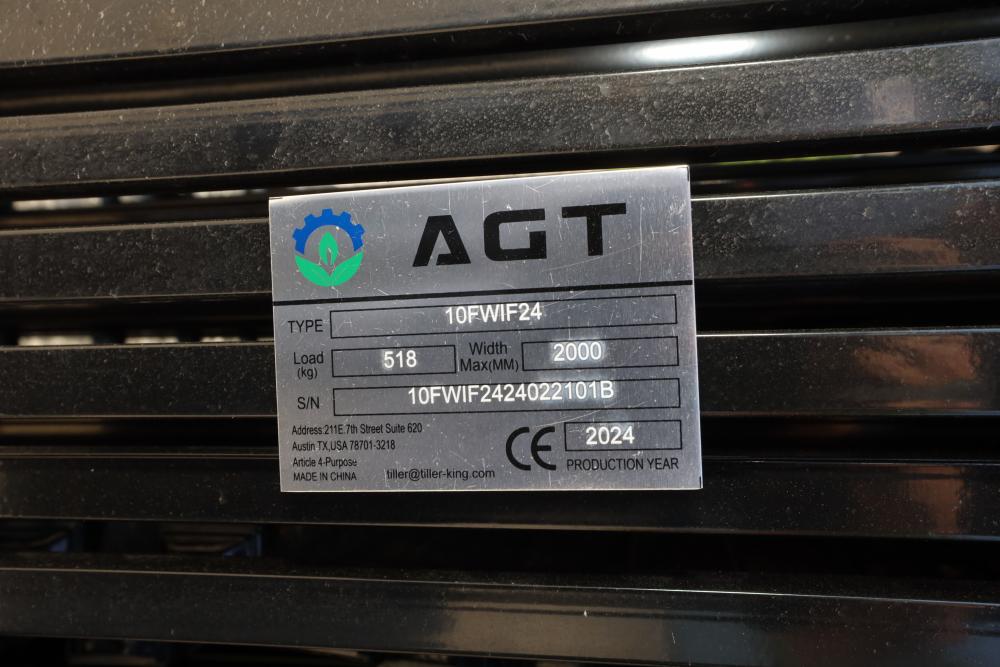 AGT
TYPE 10FWIF24
Load (kg) 518 Width Max(MM) 2000
S/N 10FWIF2424022101B
Address:211E.7th Street Suite 620
Austin TX,USA 78701-3218
Article 4-Purpose
MADE IN CHINA
tiller@tiller-king.com
CE
2024
PRODUCTION YEAR